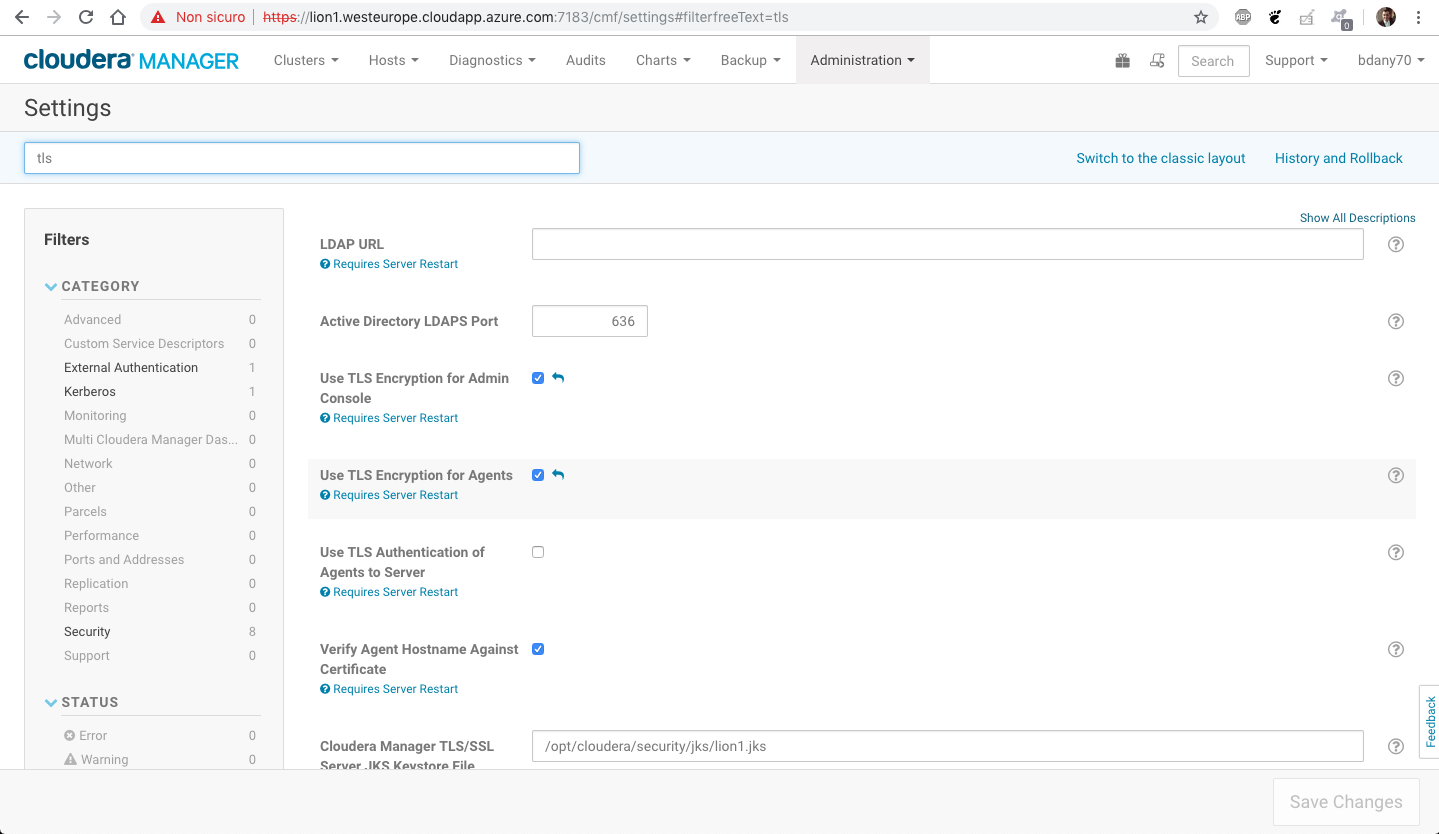 Non sicuro | https://lion1.westeurope.cloudapp.azure.com:7183/cmf/settings#filterfreeText=tls
ABP
0
cloudera MANAGER
Clusters Hosts Diagnostics Audits Charts Backup Administration Search Support bdany70
Settings
tls
Switch to the classic layout History and Rollback
Show All Descriptions
Filters
CATEGORY
Advanced 0
Custom Service Descriptors 0
External Authentication 1
Kerberos 1
Monitoring 0
Multi Cloudera Manager Das... 0
Network 0
Other 0
Parcels 0
Performance 0
Ports and Addresses 0
Replication 0
Reports 0
Security 8
Support 0
STATUS
Error 0
Warning 0
LDAP URL
Requires Server Restart
Active Directory LDAPS Port 636
Use TLS Encryption for Admin
Console
Requires Server Restart
Use TLS Encryption for Agents
Requires Server Restart
Use TLS Authentication of
Agents to Server
Requires Server Restart
Verify Agent Hostname Against
Certificate
Requires Server Restart
Cloudera Manager TLS/SSL /opt/cloudera/security/jks/lion1.jks
Server JKS Keystore File
Feedback
Save Changes